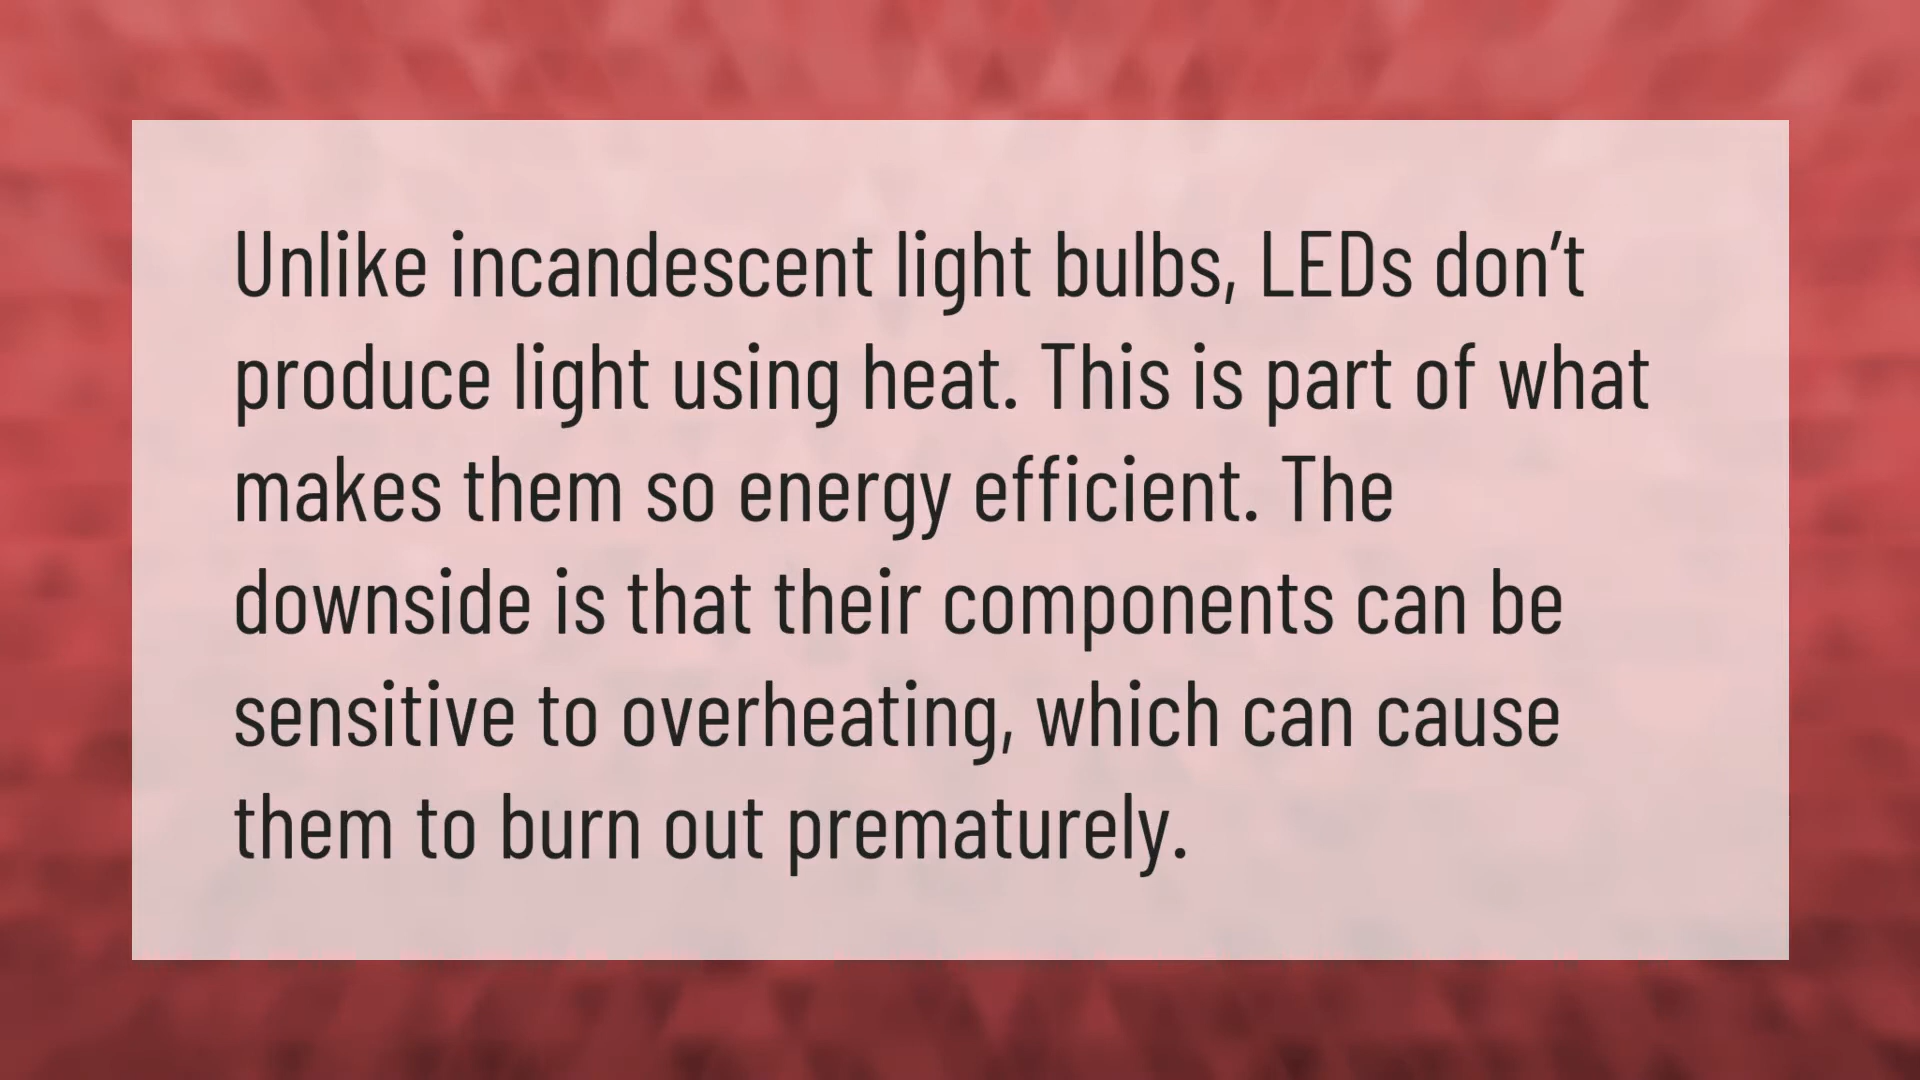 Unlike incandescent light bulbs, LEDs don’t
produce light using heat. This is part of what
makes them so energy efficient. The
downside is that their components can be
sensitive to overheating, which can cause
them to burn out prematurely.